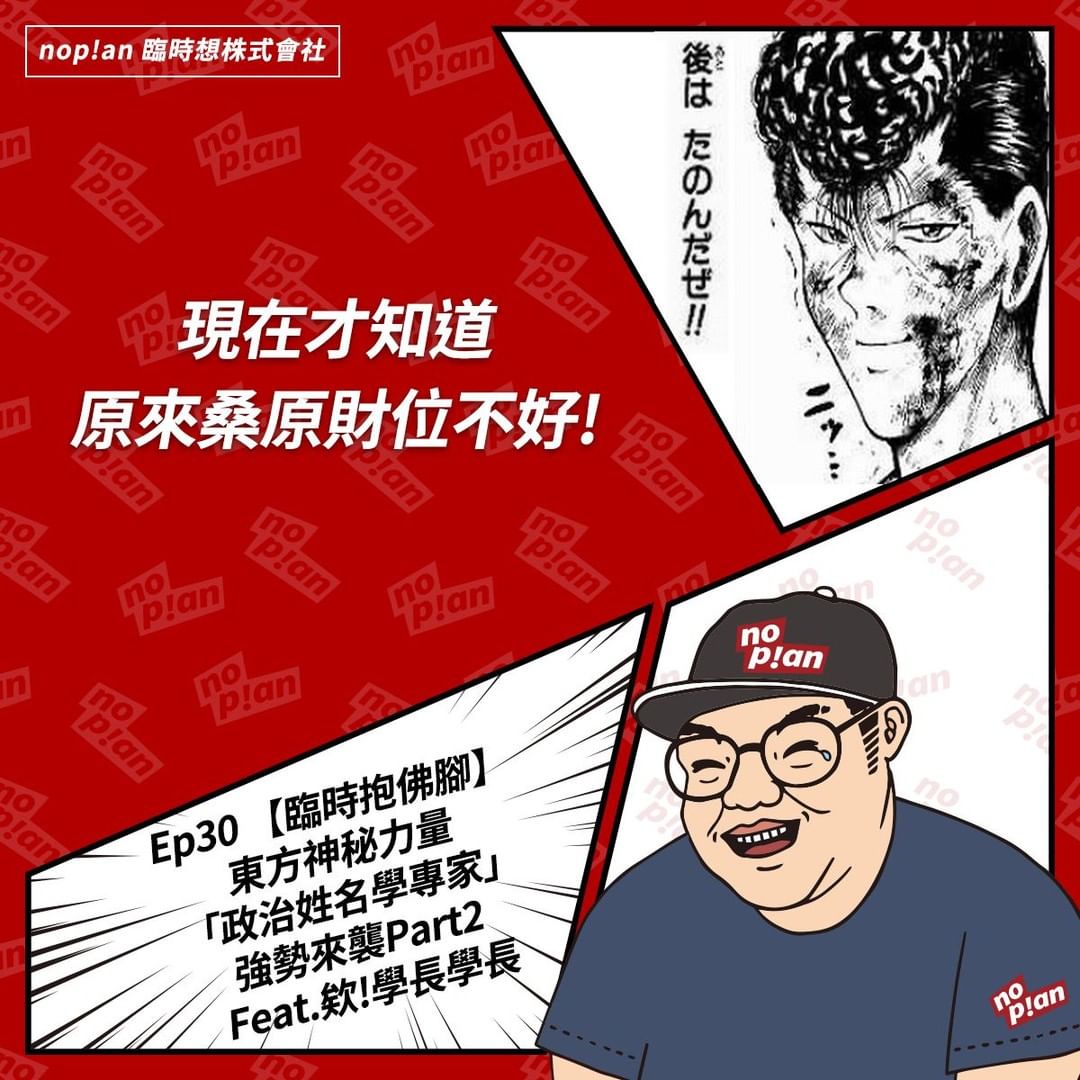 nop!an 臨時想株式會社
後は たのんだぜ!!
あと
ニヤッ…
現在才知道
原來桑原財位不好!
no
p!an
Ep30【臨時抱佛腳】
東方神秘力量
「政治姓名學專家」
強勢來襲Part2
Feat.欸!學長學長
no
p!an